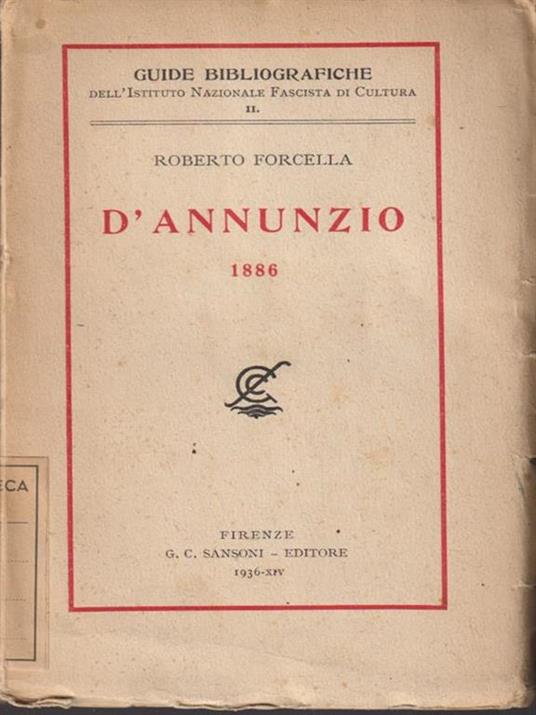 GUIDE BIBLIOGRAFICHE
DELL'ISTITUTO NAZIONALE FASCISTA DI CULTURA
II.
ROBERTO FORCELLA
D'ANNUNZIO
1886
FIRENZE
G. C. SANSONI - EDITORE
1936-XIV
ECA